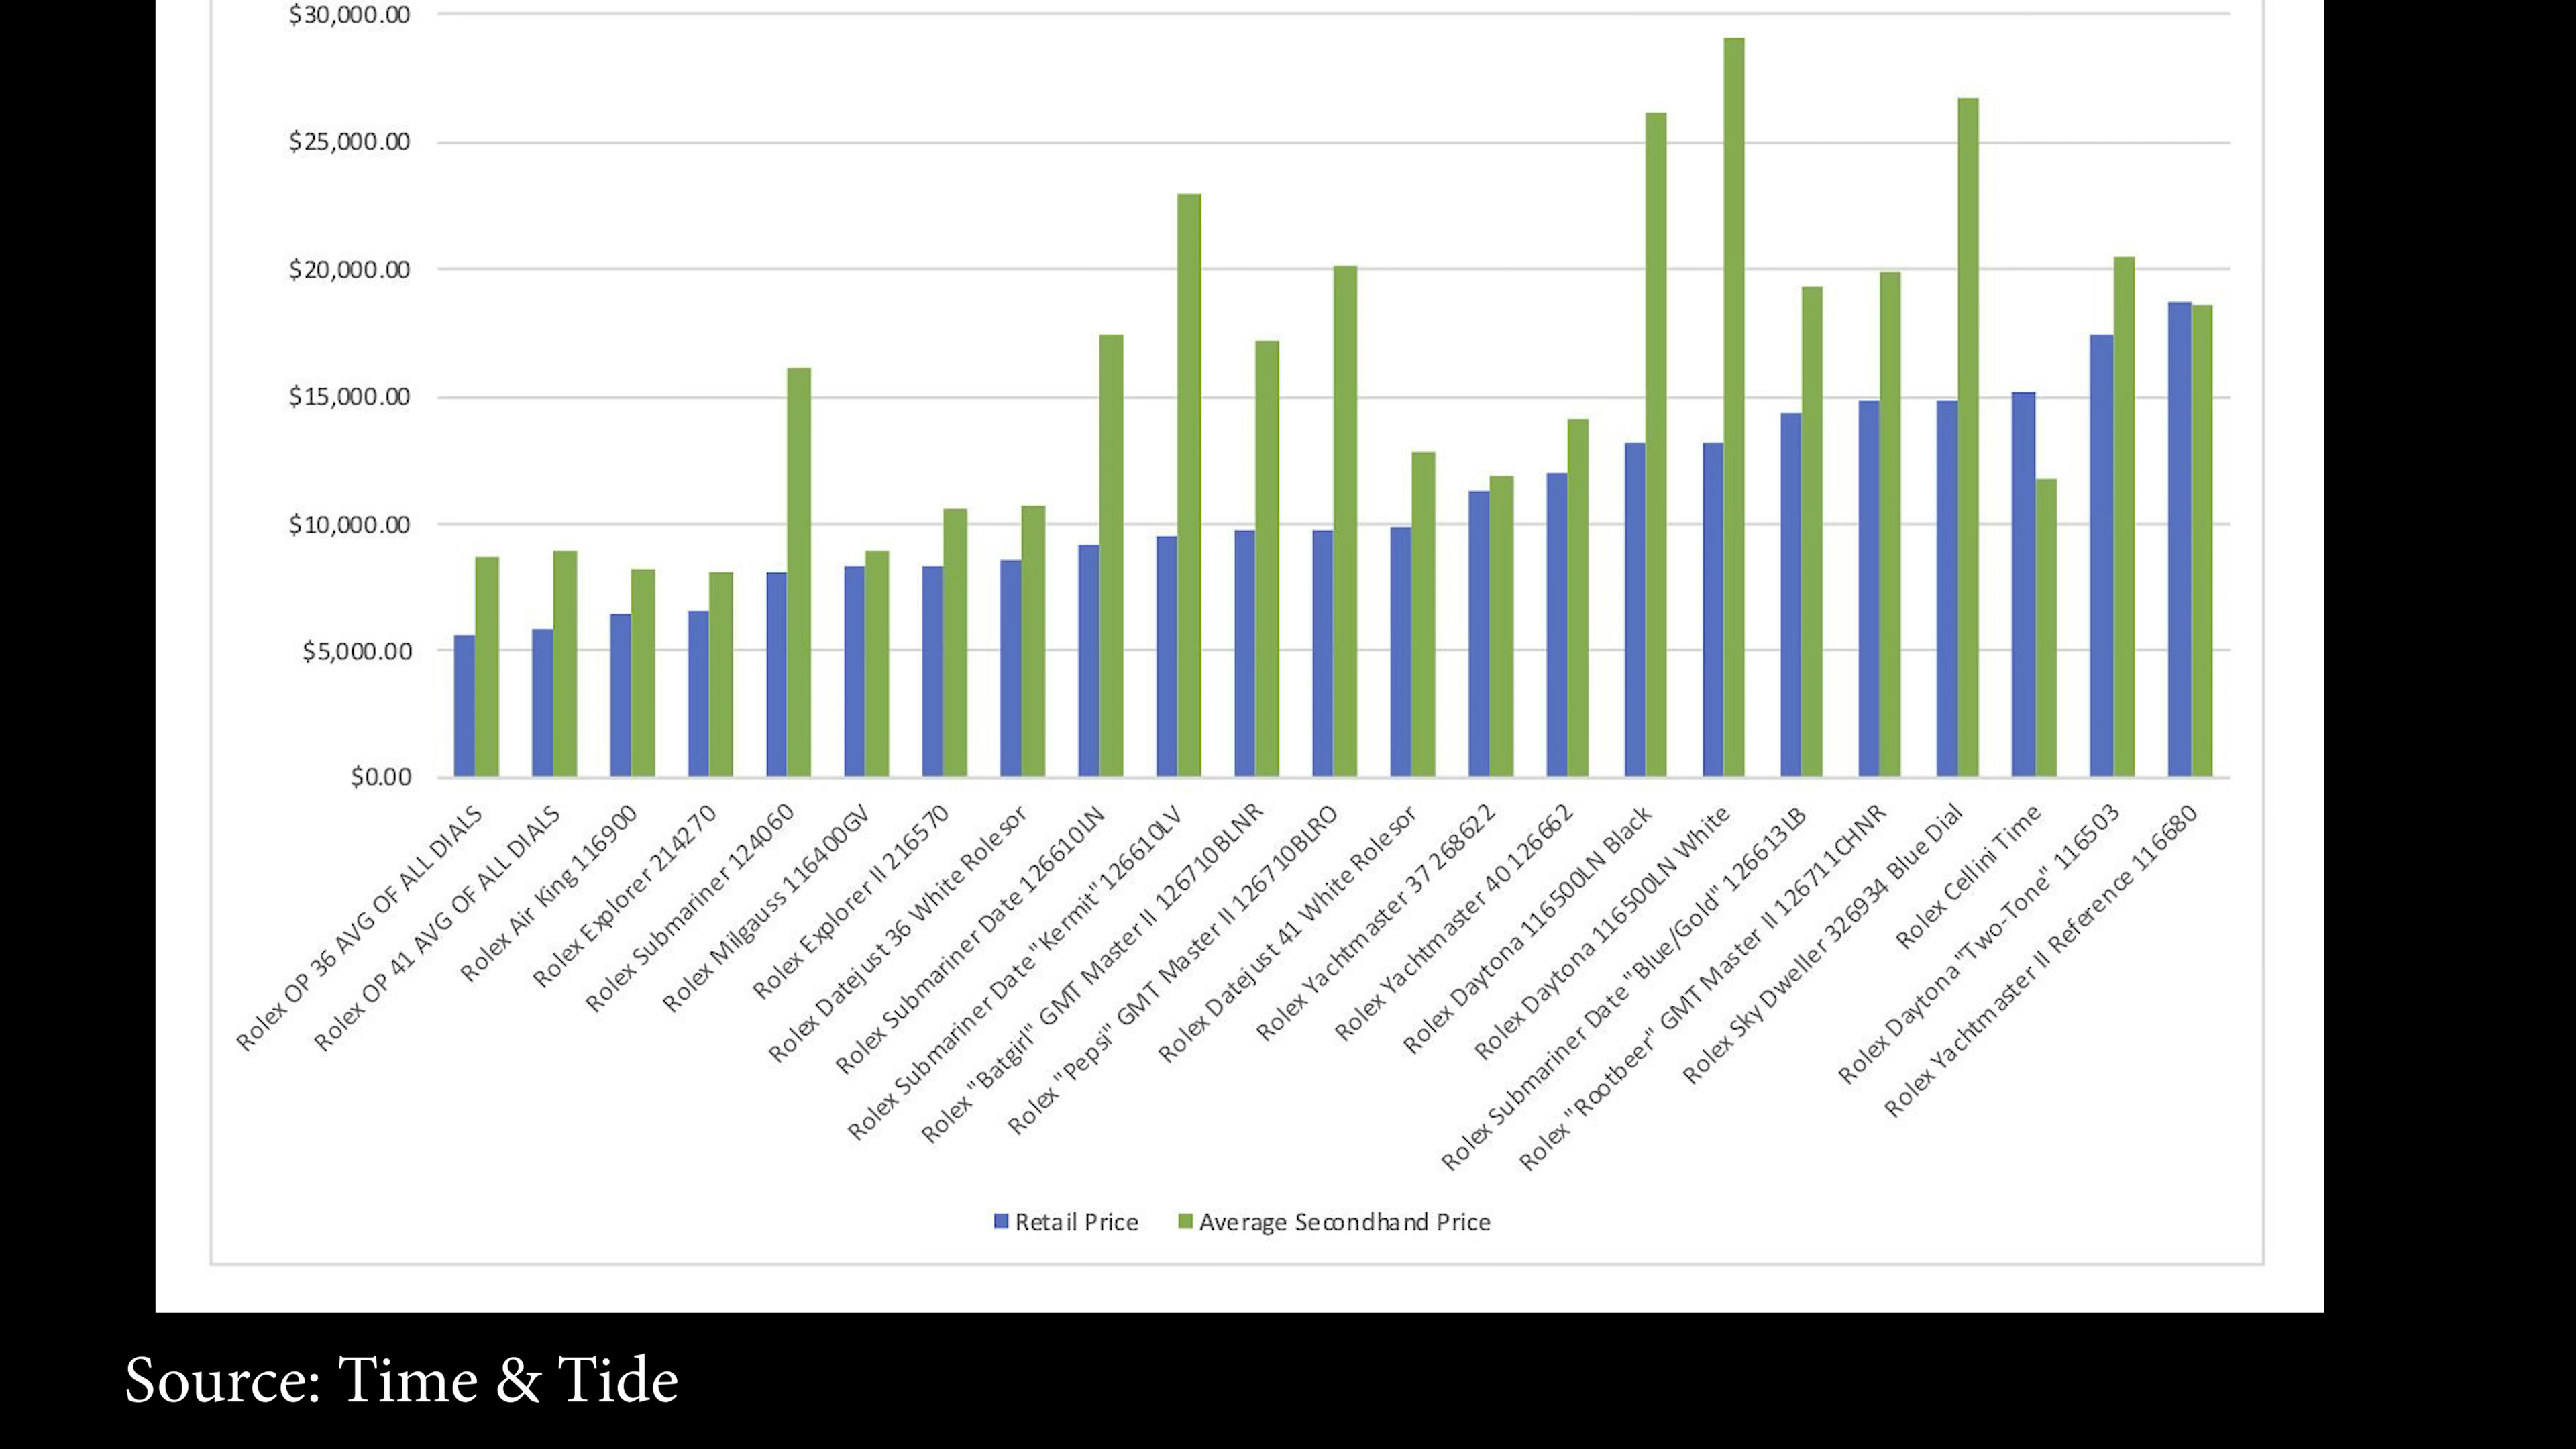 $30,000.00
$25,000.00
$20,000.00
$15,000.00
$10,000.00
$5,000.00
$0.00
Rolex OP 36 AVG OF ALL DIALS
Rolex OP 41 AVG OF ALL DIALS
Rolex Air King 116900
Rolex Explorer 214270
Rolex Submariner 124060
Rolex Milgauss 116400GV
Rolex Explorer II 216570
Rolex Datejust 36 White Rolesor
Rolex Submariner Date 126610LN
Rolex Submariner Date "Kermit" 126610LV
Rolex "Batgirl" GMT Master II 126710BLNR
Rolex "Pepsi" GMT Master II 126710BLRO
Rolex Datejust 41 White Rolesor
Rolex Yachtmaster 37 268622
Rolex Yachtmaster 40 126662
Rolex Daytona 116500LN Black
Rolex Daytona 116500LN White
Rolex Submariner Date "Blue/Gold" 126613LB
Rolex "Rootbeer" GMT Master II 126711CHNR
Rolex Sky Dweller 326934 Blue Dial
Rolex Cellini Time
Rolex Daytona "Two-Tone" 116503
Rolex Yachtmaster II Reference 116680
Retail Price
Average Secondhand Price
Source: Time & Tide